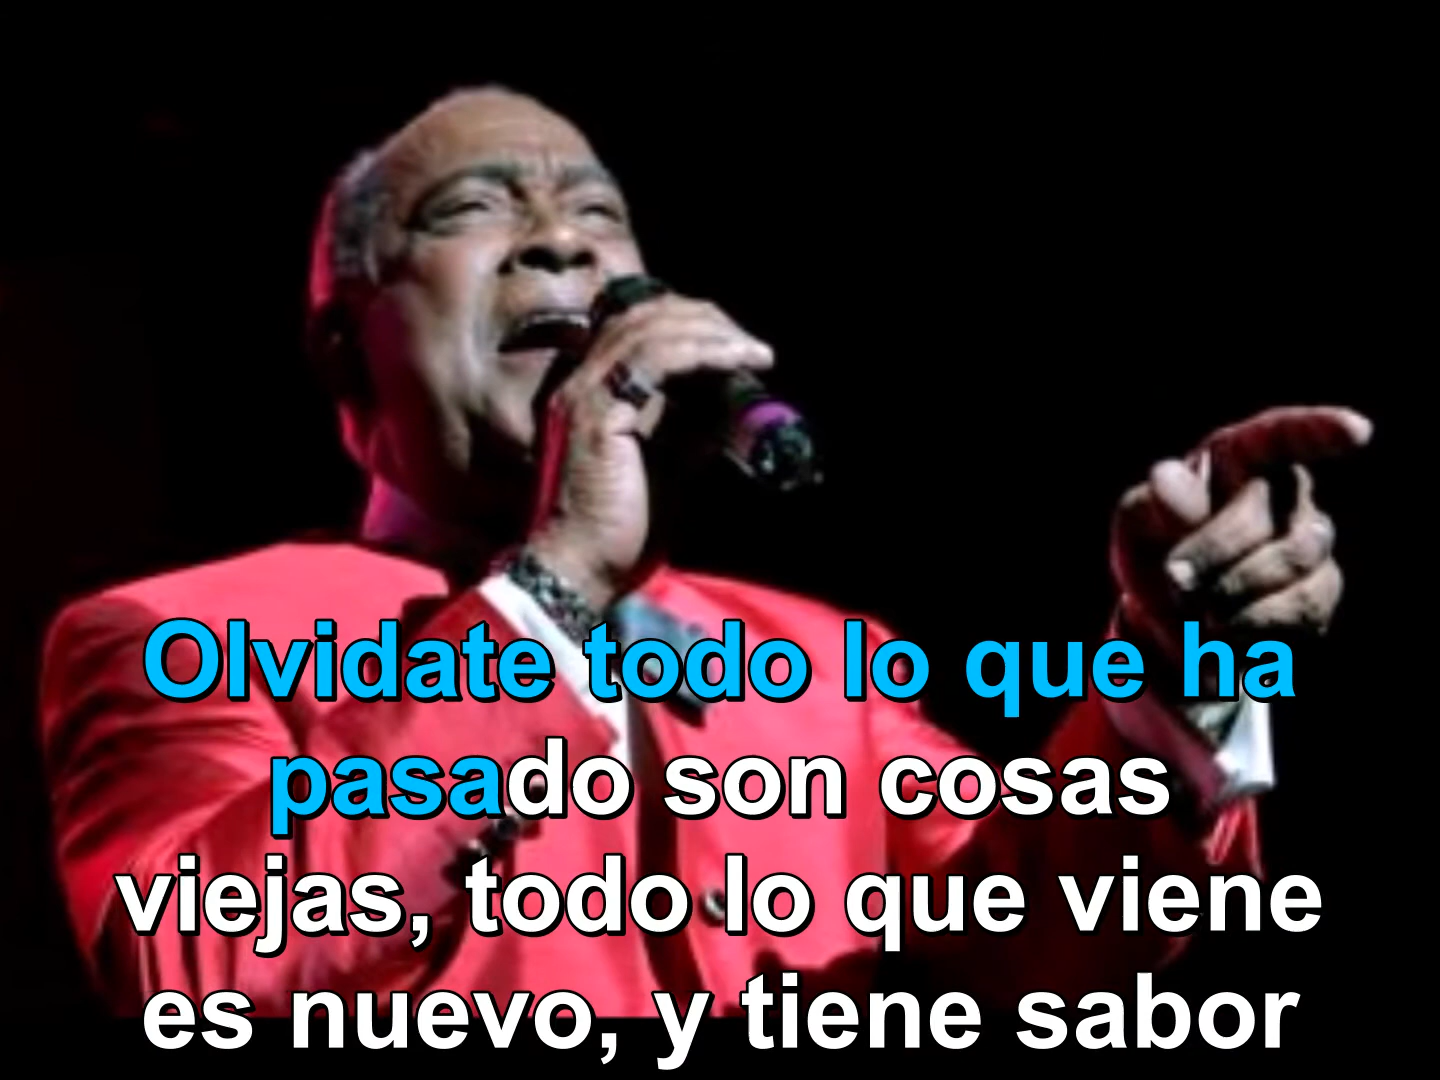 Olvidate todo lo que ha
pasado son cosas
viejas, todo lo que viene
es nuevo, y tiene sabor